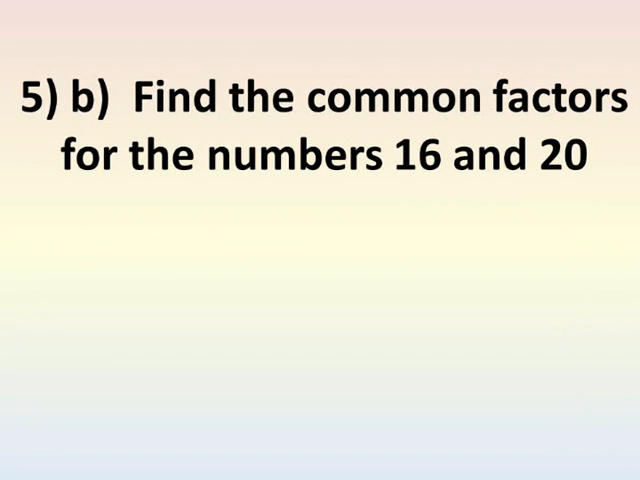 5) b) Find the common factors
for the numbers 16 and 20